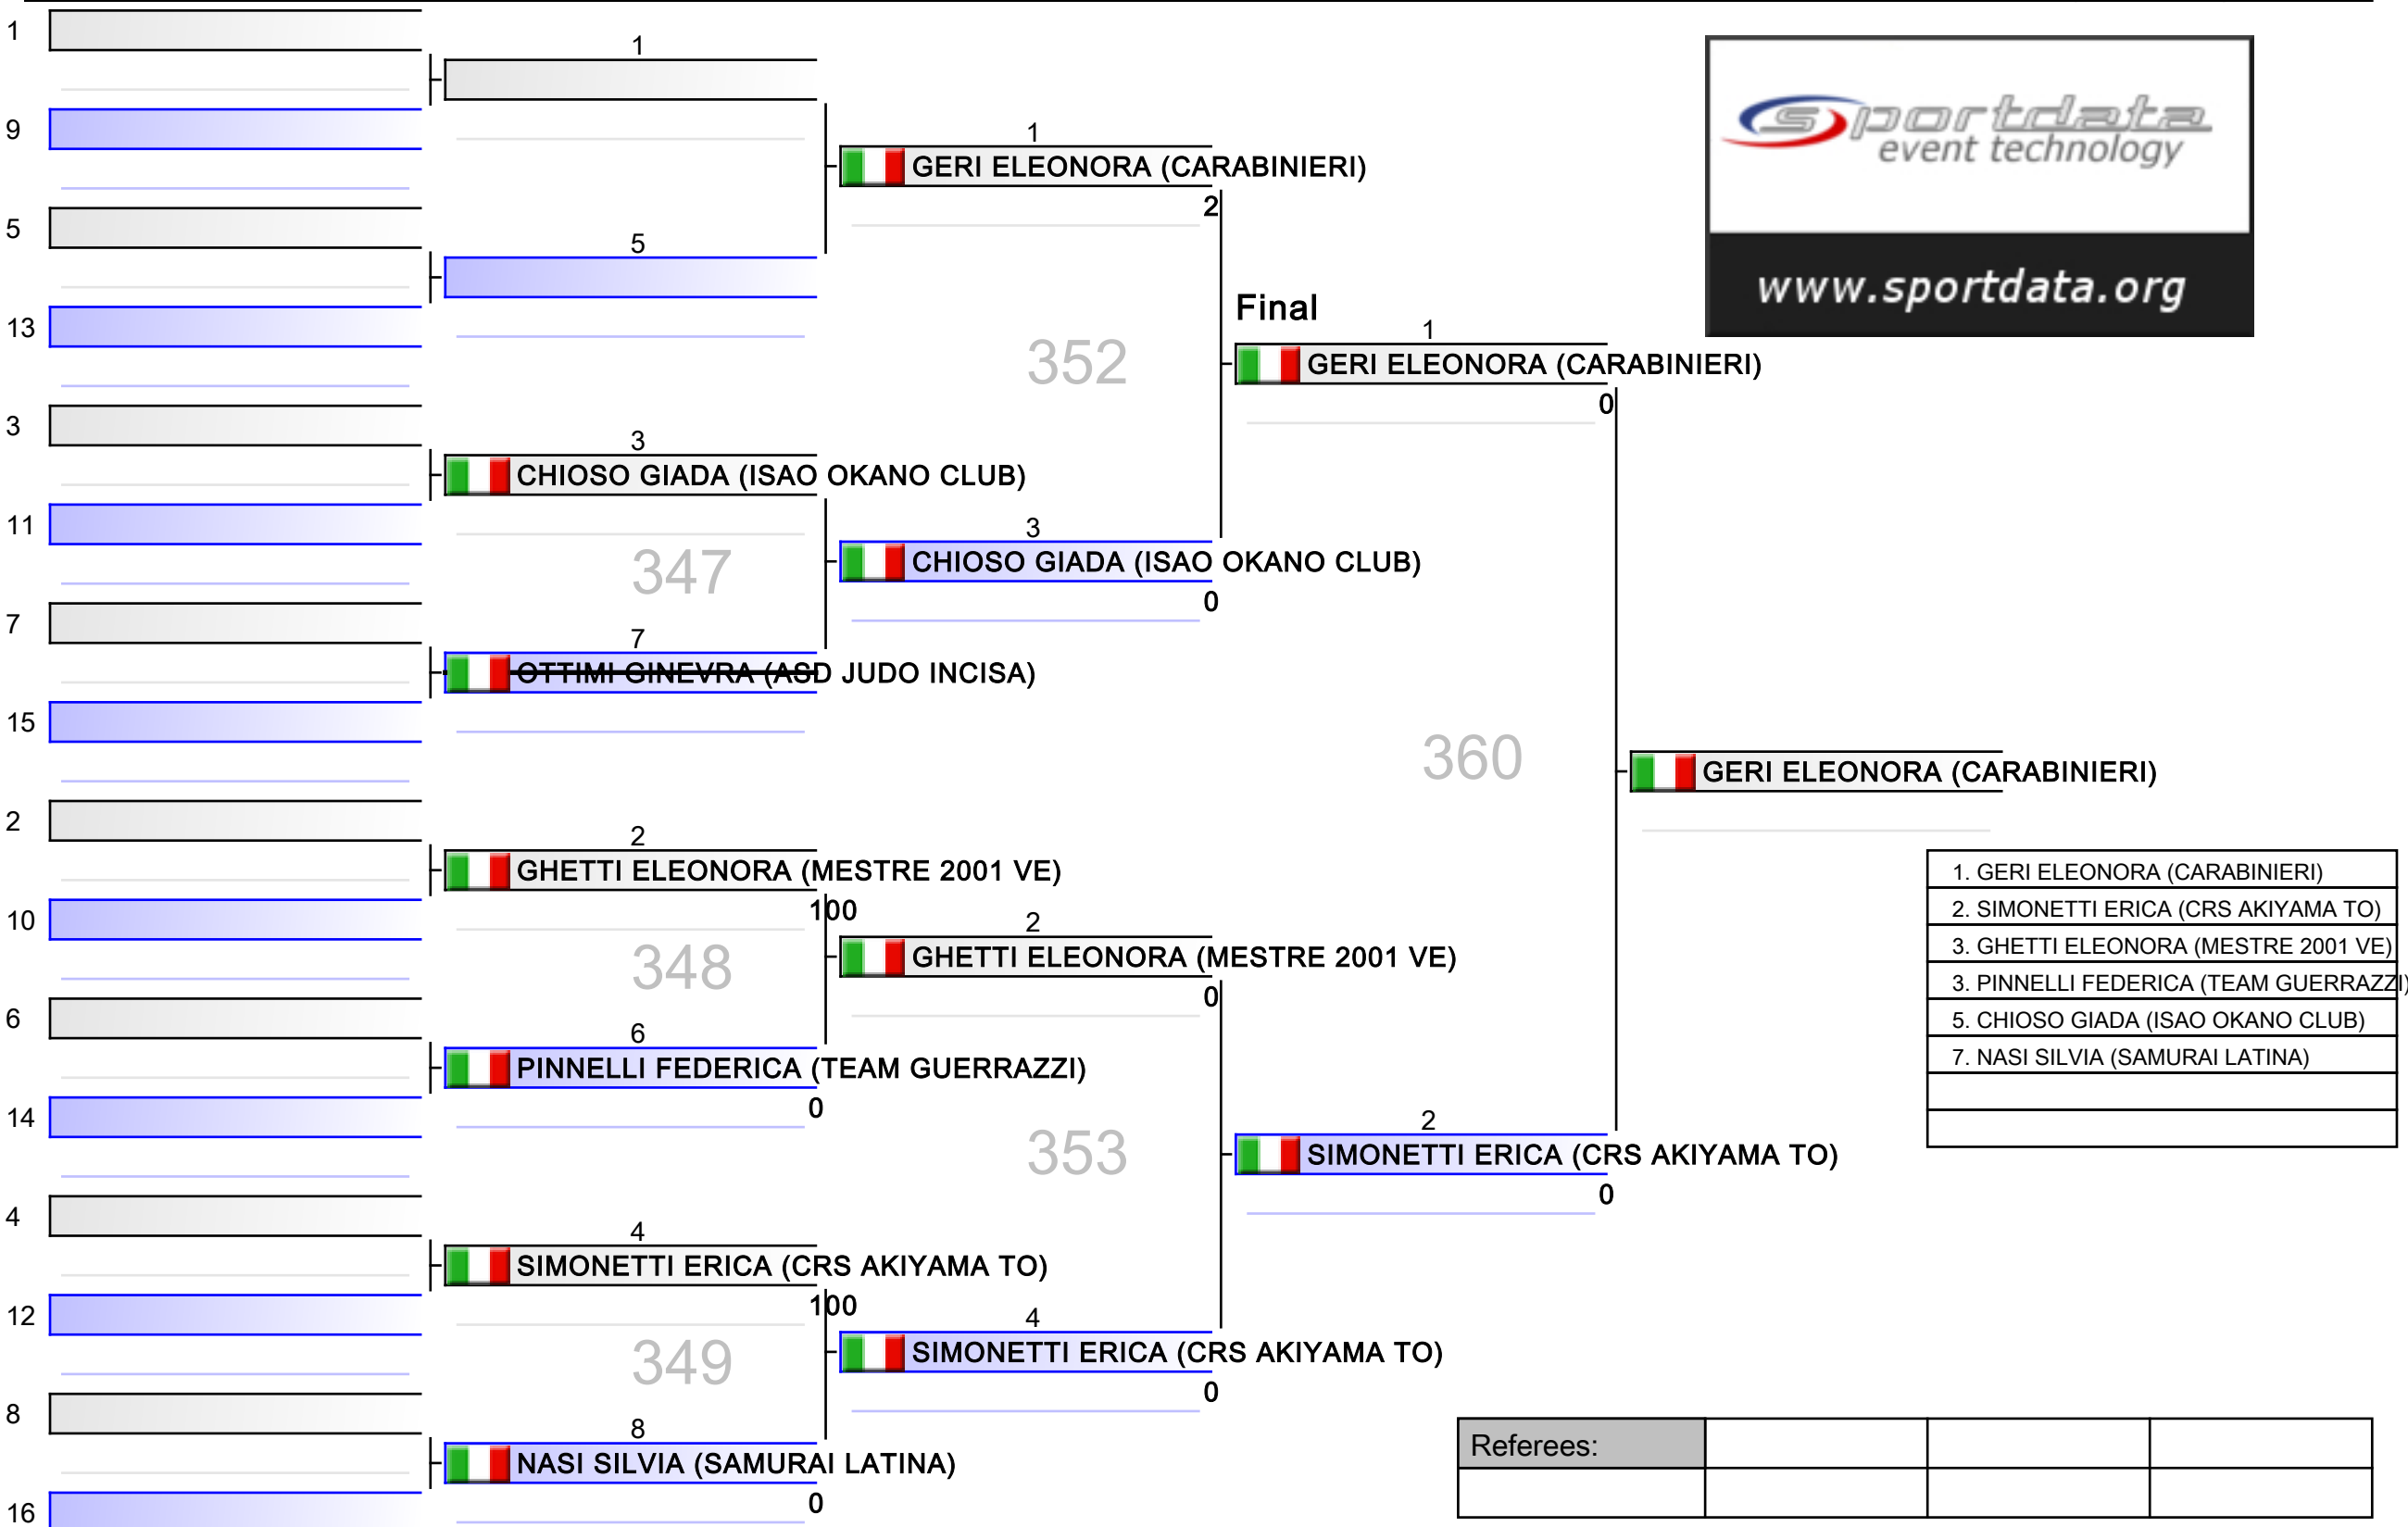 1
9
5
13
3
11
7
15
2
10
6
14
4
12
8
16
1
5
3
CHIOSO GIADA (ISAO OKANO CLUB)
347
7
OTTIMI GINEVRA (ASD JUDO INCISA)
2
GHETTI ELEONORA (MESTRE 2001 VE)
100
348
6
PINNELLI FEDERICA (TEAM GUERRAZZI)
0
4
SIMONETTI ERICA (CRS AKIYAMA TO)
100
349
8
NASI SILVIA (SAMURAI LATINA)
0
1
GERI ELEONORA (CARABINIERI)
2
352
3
CHIOSO GIADA (ISAO OKANO CLUB)
0
2
GHETTI ELEONORA (MESTRE 2001 VE)
0
353
4
SIMONETTI ERICA (CRS AKIYAMA TO)
0
Final
1
GERI ELEONORA (CARABINIERI)
0
360
2
SIMONETTI ERICA (CRS AKIYAMA TO)
0
GERI ELEONORA (CARABINIERI)
sportdata
event technology
www.sportdata.org
1. GERI ELEONORA (CARABINIERI)
2. SIMONETTI ERICA (CRS AKIYAMA TO)
3. GHETTI ELEONORA (MESTRE 2001 VE)
3. PINNELLI FEDERICA (TEAM GUERRAZZI)
5. CHIOSO GIADA (ISAO OKANO CLUB)
7. NASI SILVIA (SAMURAI LATINA)
Referees: